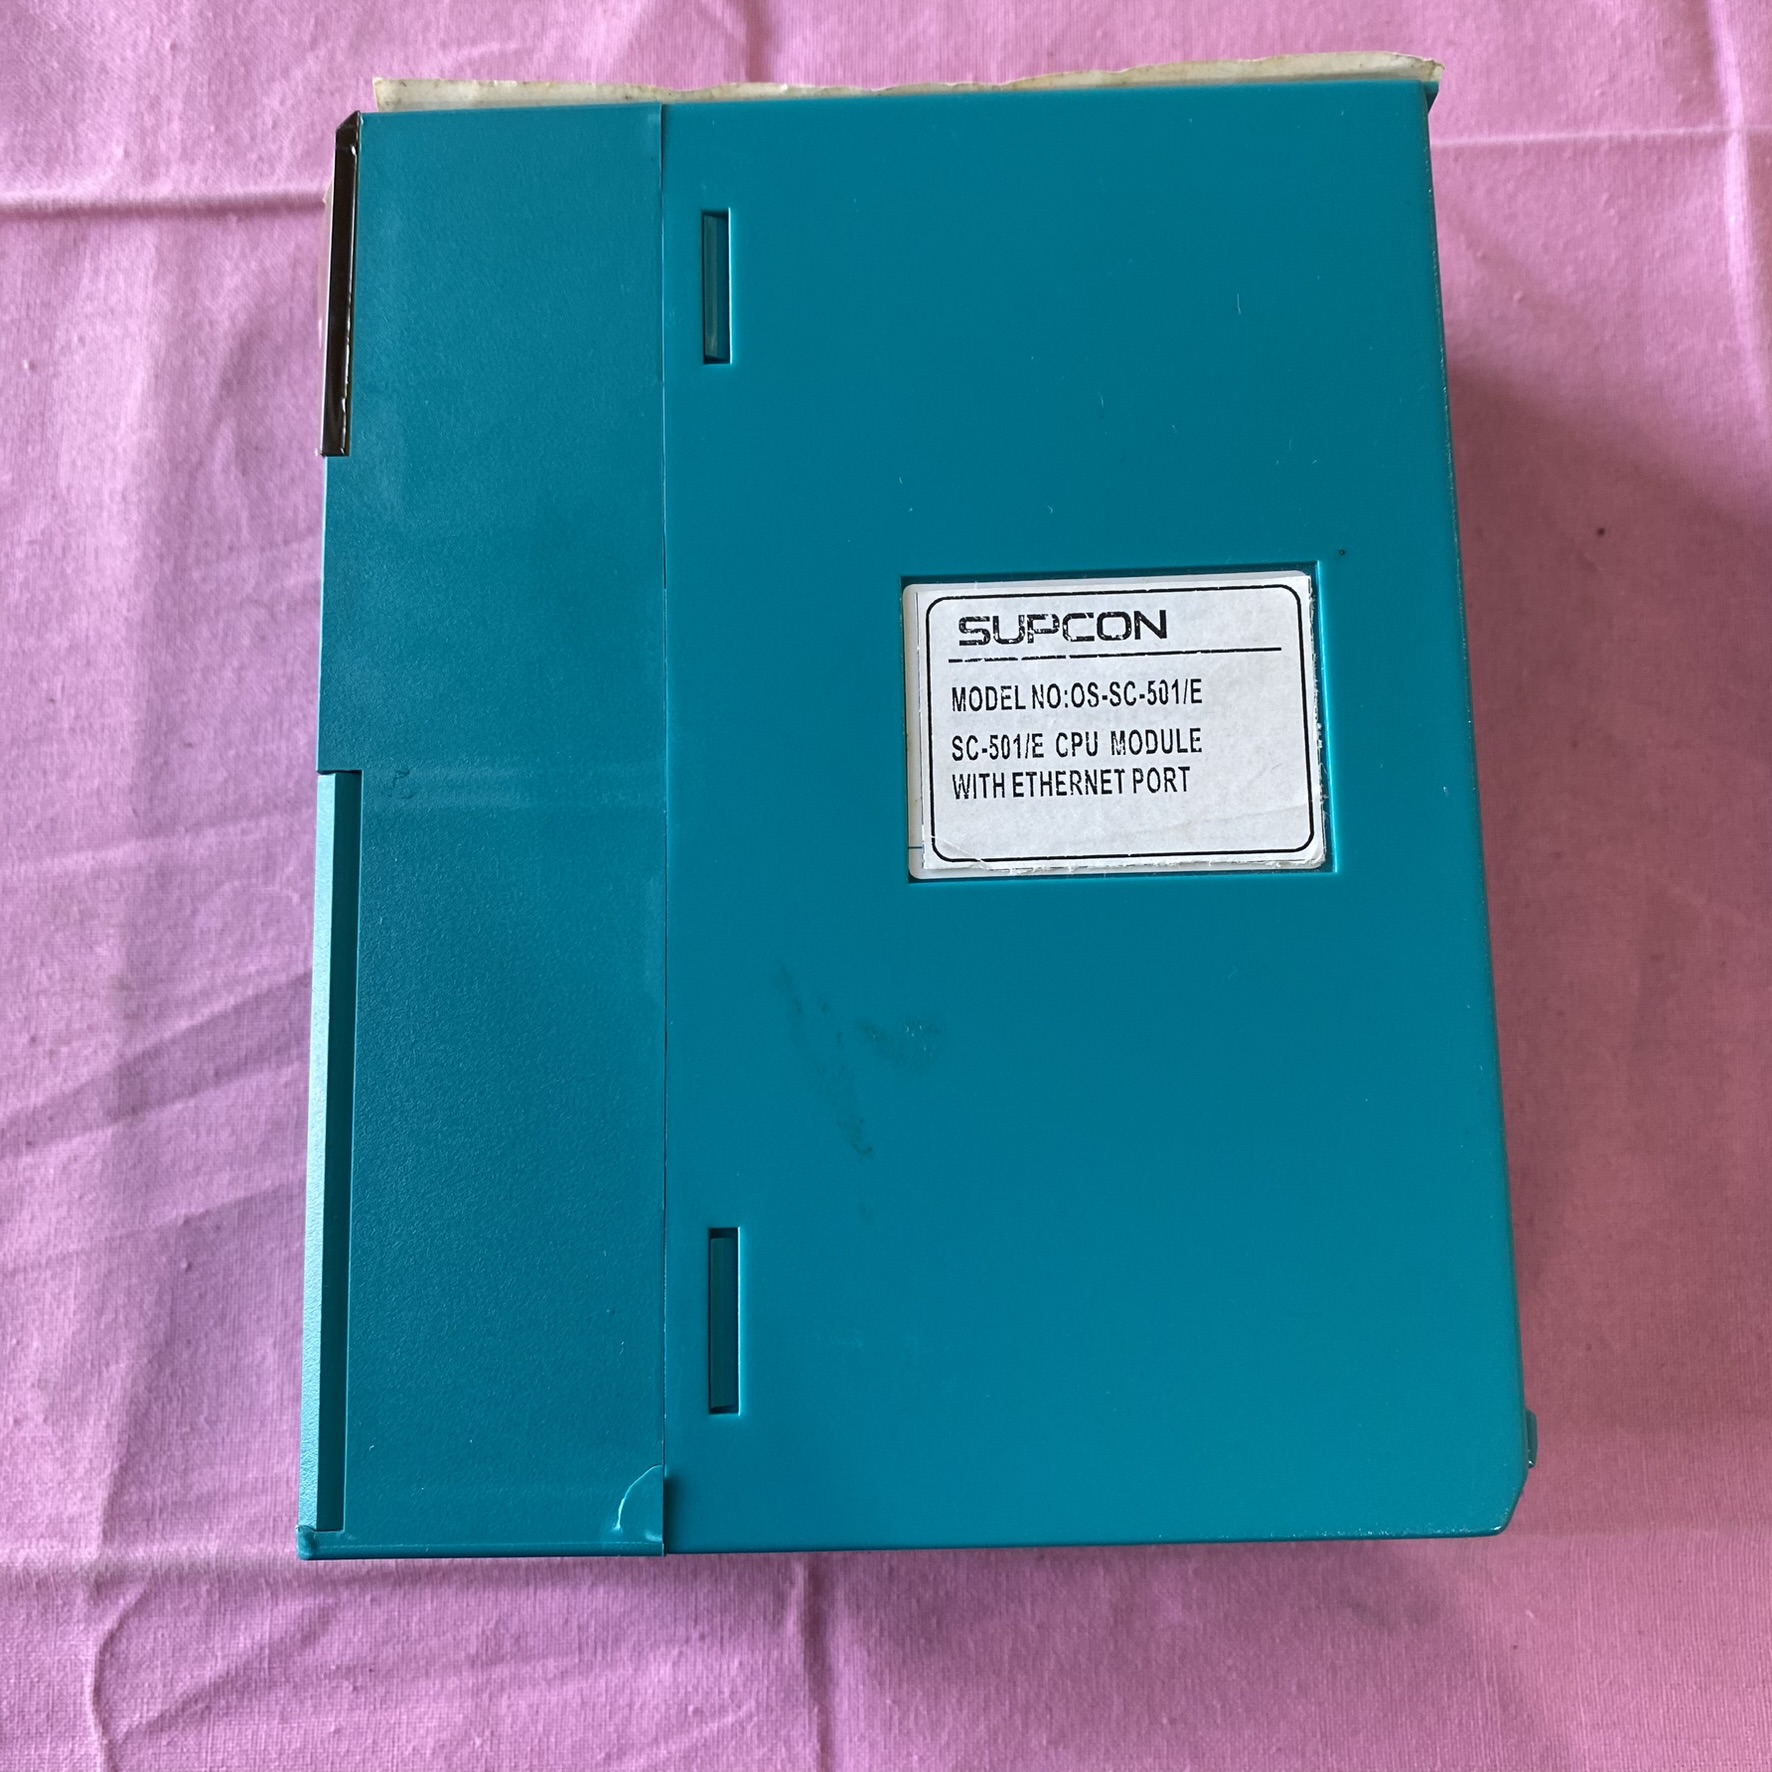 SUPCON
MODEL NO:OS-SC-501/E
SC-501/E CPU MODULE
WITH ETHERNET PORT